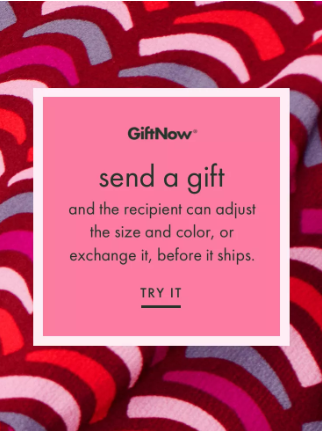 GiftNow®
send a gift
and the recipient can adjust
the size and color, or
exchange it, before it ships.
TRY IT